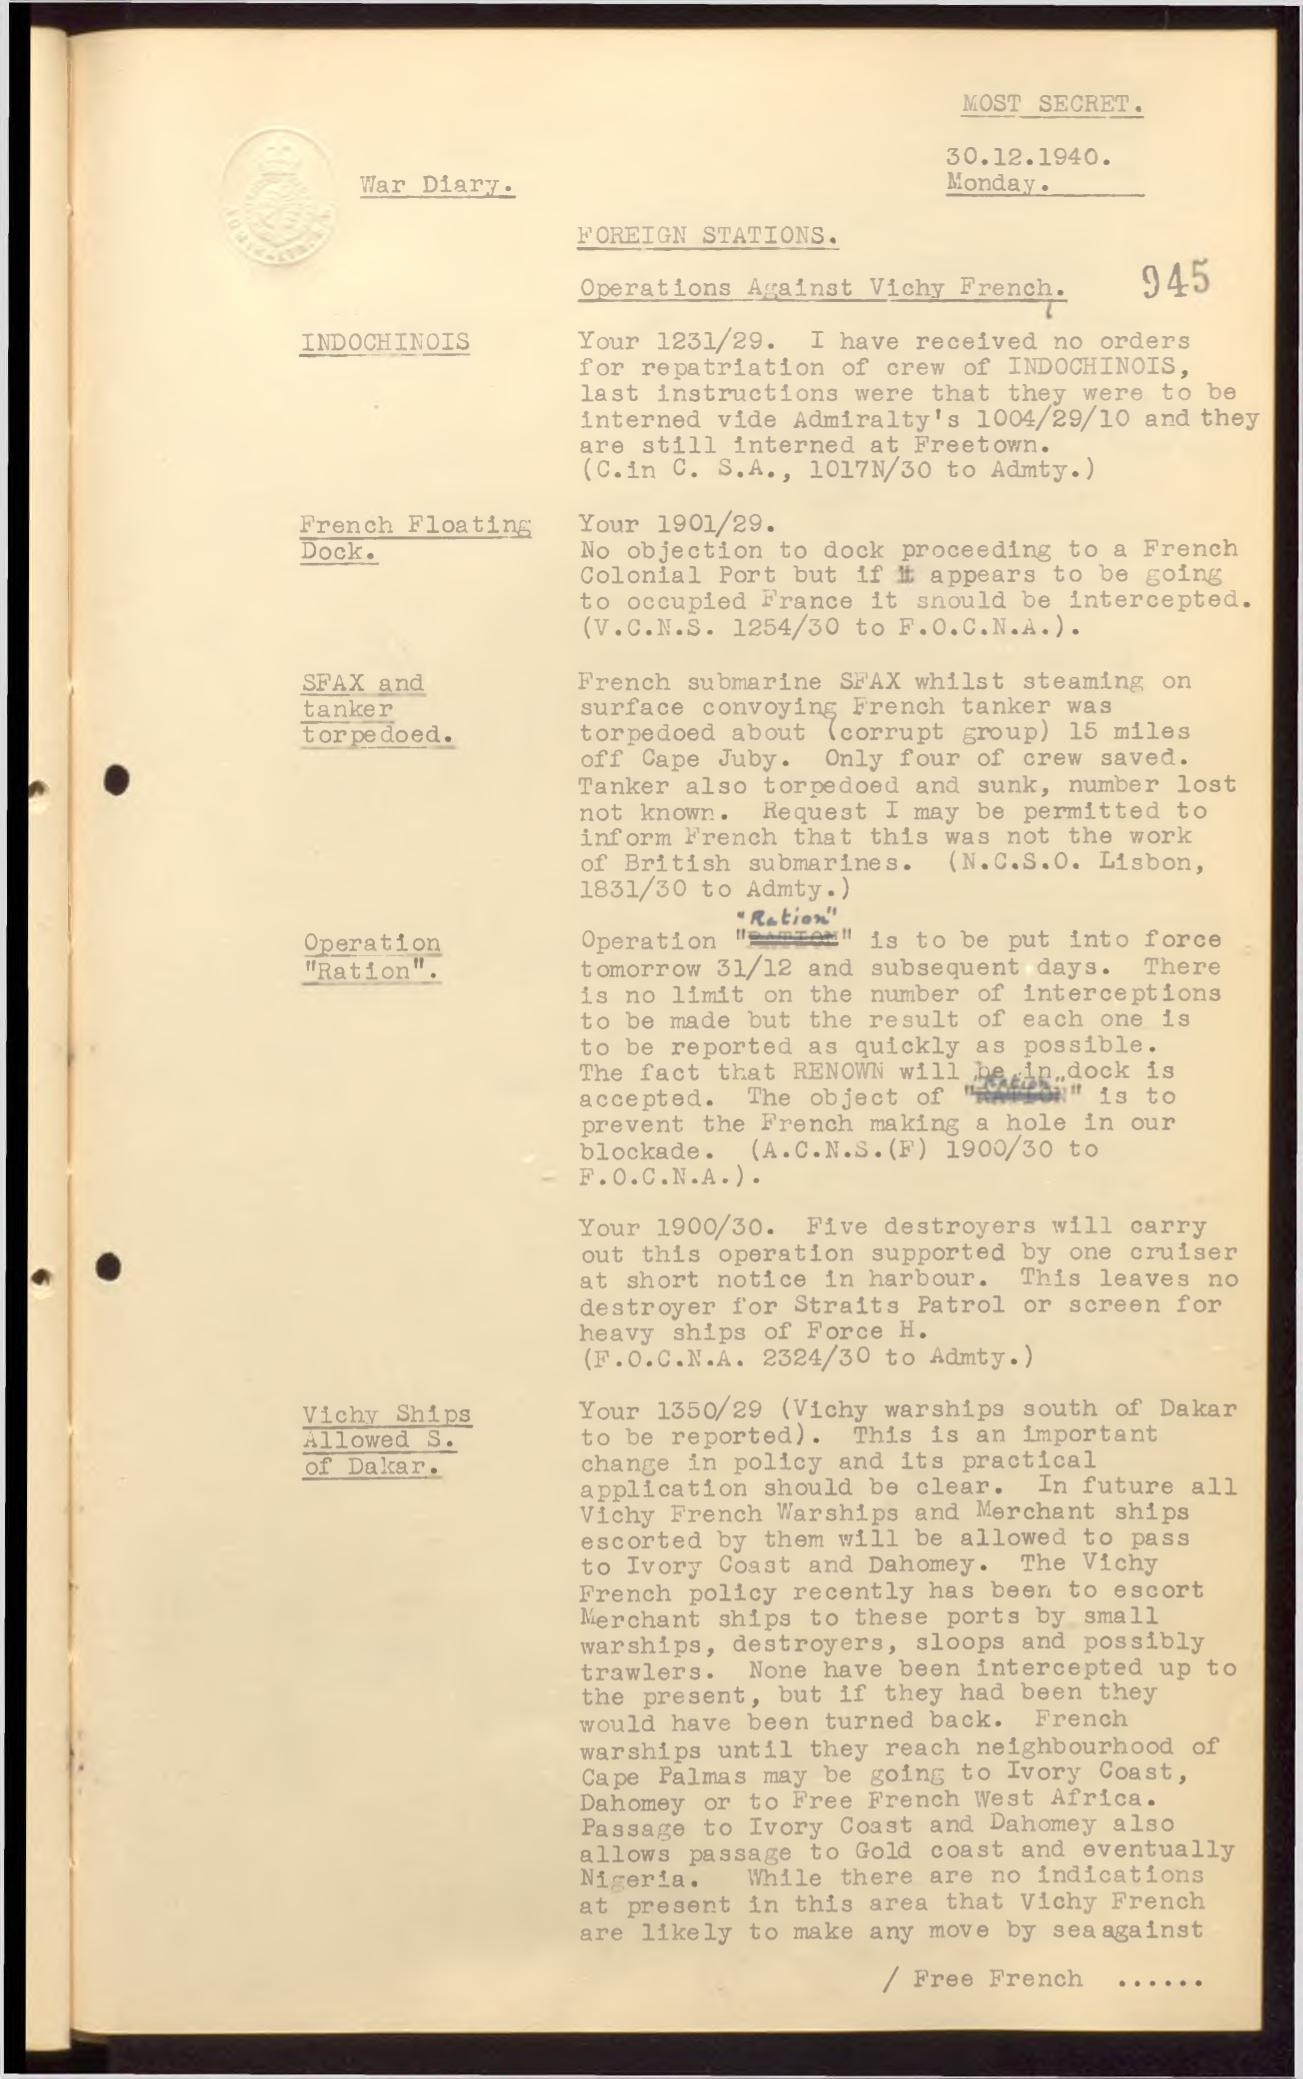 MOST SECRET.
30.12.1940.
War Diary.
Monday.
FOREIGN STATIONS.
Operations Against Vichy French.
945
INDOCHINOIS
Your 1231/29. I have received no orders
for repatriation of crew of INDOCHINOIS,
last instructions were that they were to be
interned vide Admiralty's 1004/29/10 and they
are still interned at Freetown.
(C.in C. S.A., 1017N/30 to Admty.)
French Floating
Dock.
Your 1901/29.
No objection to dock proceeding to a French
Colonial Port but if it appears to be going
to occupied France it snould be intercepted.
(V.C.N.S. 1254/30 to F.O.C.N.A.).
SFAX and
tanker
torpedoed.
French submarine SFAX whilst steaming on
surface convoying French tanker was
torpedoed about (corrupt group) 15 miles
off Cape Juby. Only four of crew saved.
Tanker also torpedoed and sunk, number lost
not known. Request I may be permitted to
inform French that this was not the work
of British submarines. (N.C.S.O. Lisbon,
1831/30 to Admty.)
Operation
"Ration".
"Ration"
Operation "RATION" is to be put into force
tomorrow 31/12 and subsequent days. There
is no limit on the number of interceptions
to be made but the result of each one is
to be reported as quickly as possible.
The fact that RENOWN will be in dock is
"Ration"
accepted. The object of "RATION" is to
prevent the French making a hole in our
blockade. (A.C.N.S.(F) 1900/30 to
F.O.C.N.A.).
Your 1900/30. Five destroyers will carry
out this operation supported by one cruiser
at short notice in harbour. This leaves no
destroyer for Straits Patrol or screen for
heavy ships of Force H.
(F.O.C.N.A. 2324/30 to Admty.)
Vichy Ships
Allowed S.
of Dakar.
Your 1350/29 (Vichy warships south of Dakar
to be reported). This is an important
change in policy and its practical
application should be clear. In future all
Vichy French Warships and Merchant ships
escorted by them will be allowed to pass
to Ivory Coast and Dahomey. The Vichy
French policy recently has been to escort
Merchant ships to these ports by small
warships, destroyers, sloops and possibly
trawlers. None have been intercepted up to
the present, but if they had been they
would have been turned back. French
warships until they reach neighbourhood of
Cape Palmas may be going to Ivory Coast,
Dahomey or to Free French West Africa.
Passage to Ivory Coast and Dahomey also
allows passage to Gold coast and eventually
Nigeria. While there are no indications
at present in this area that Vichy French
are likely to make any move by sea against
/ Free French ......